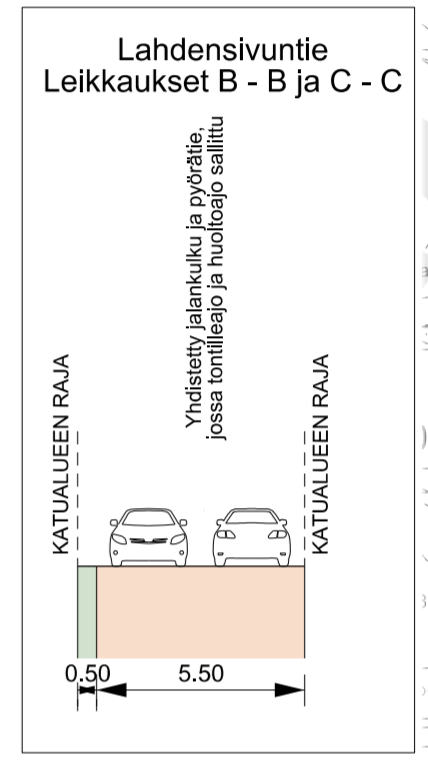 Lahdensivuntie
Leikkaukset B - B ja C - C
Yhdistetty jalankulku ja pyörätie,
jossa tontilleajo ja huoltoajo sallittu
KATUALUEEN RAJA
KATUALUEEN RAJA
0.50
5.50